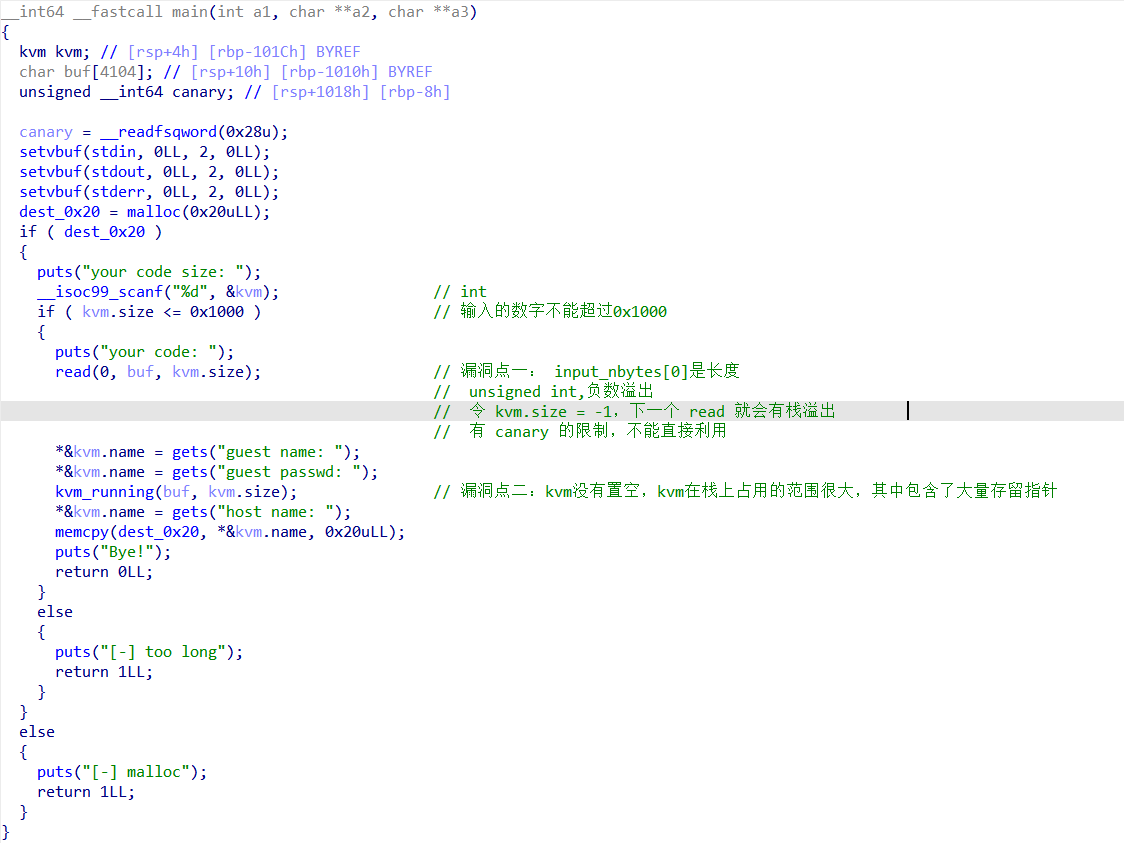 __int64 __fastcall main(int a1, char **a2, char **a3)
{
  kvm kvm; // [rsp+4h] [rbp-101Ch] BYREF
  char buf[4104]; // [rsp+10h] [rbp-1010h] BYREF
  unsigned __int64 canary; // [rsp+1018h] [rbp-8h]
  canary = __readfsqword(0x28u);
  setvbuf(stdin, 0LL, 2, 0LL);
  setvbuf(stdout, 0LL, 2, 0LL);
  setvbuf(stderr, 0LL, 2, 0LL);
  dest_0x20 = malloc(0x20uLL);
  if ( dest_0x20 )
  {
    puts("your code size: ");
    __isoc99_scanf("%d", &kvm); // int
    if ( kvm.size <= 0x1000 ) // 输入的数字不能超过0x1000
    {
      puts("your code: ");
      read(0, buf, kvm.size); // 漏洞点一： input_nbytes[0]是长度
// unsigned int,负数溢出
// 令 kvm.size = -1, 下一个 read 就会有栈溢出
// 有 canary 的限制，不能直接利用
      *&kvm.name = gets("guest name: ");
      *&kvm.name = gets("guest passwd: ");
      kvm_running(buf, kvm.size); // 漏洞点二：kvm没有置空，kvm在栈上占用的范围很大，其中包含了大量存留指针
      *&kvm.name = gets("host name: ");
      memcpy(dest_0x20, *&kvm.name, 0x20uLL);
      puts("Bye!");
      return 0LL;
    }
    else
    {
      puts("[-] too long");
      return 1LL;
    }
  }
  else
  {
    puts("[-] malloc");
    return 1LL;
  }
}